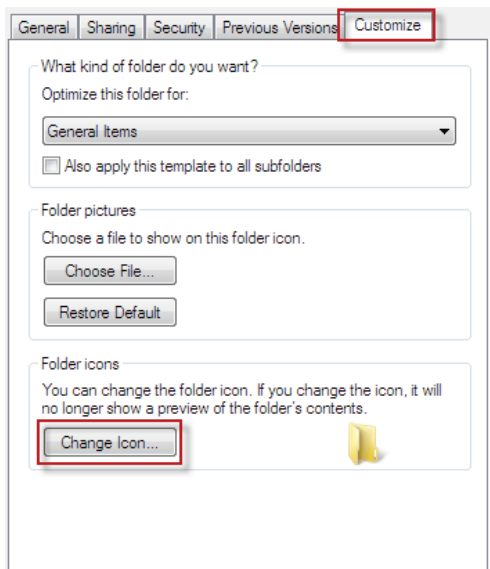 General Sharing Security Previous Versions Customize
What kind of folder do you want?
Optimize this folder for:
General Items
Also apply this template to all subfolders
Folder pictures
Choose a file to show on this folder icon.
Choose File...
Restore Default
Folder icons
You can change the folder icon. If you change the icon, it will
no longer show a preview of the folder's contents.
Change Icon...